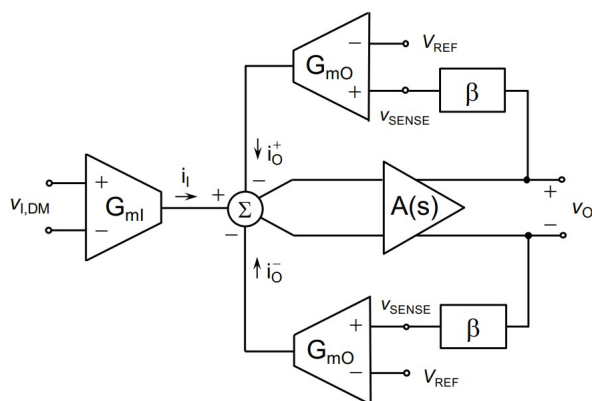 G_mO
−
V_REF
+
v_SENSE
β
i_O^+
−
i_I
+
v_I,DM
+
−
G_mI
Σ
−
A(s)
+
v_O
−
i_O^−
G_mO
+
v_SENSE
β
−
V_REF